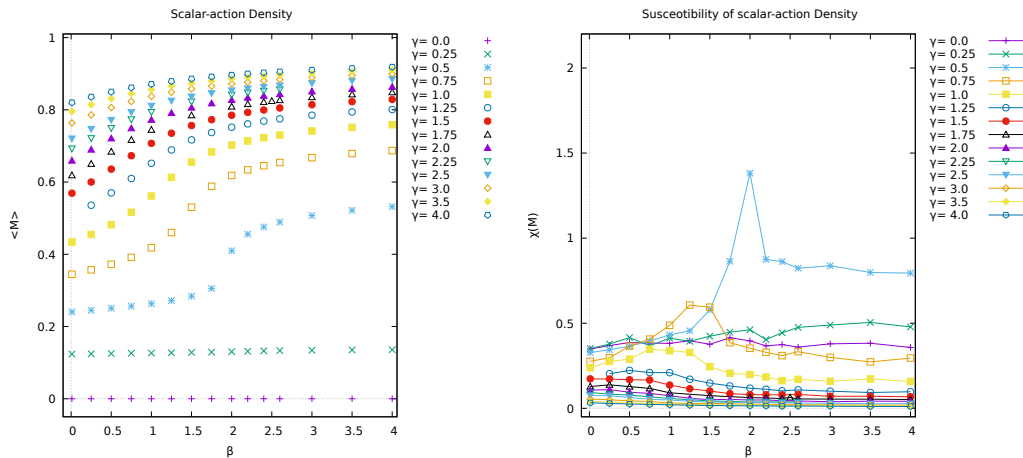 Scalar-action Density
<M>
1
0.8
0.6
0.4
0.2
0
0
0.5
1
1.5
2
2.5
3
3.5
4
β
γ= 0.0
γ= 0.25
γ= 0.5
γ= 0.75
γ= 1.0
γ= 1.25
γ= 1.5
γ= 1.75
γ= 2.0
γ= 2.25
γ= 2.5
γ= 3.0
γ= 3.5
γ= 4.0
Susceotibility of scalar-action Density
χ(M)
2
1.5
1
0.5
0
0
0.5
1
1.5
2
2.5
3
3.5
4
β
γ= 0.0
γ= 0.25
γ= 0.5
γ= 0.75
γ= 1.0
γ= 1.25
γ= 1.5
γ= 1.75
γ= 2.0
γ= 2.25
γ= 2.5
γ= 3.0
γ= 3.5
γ= 4.0